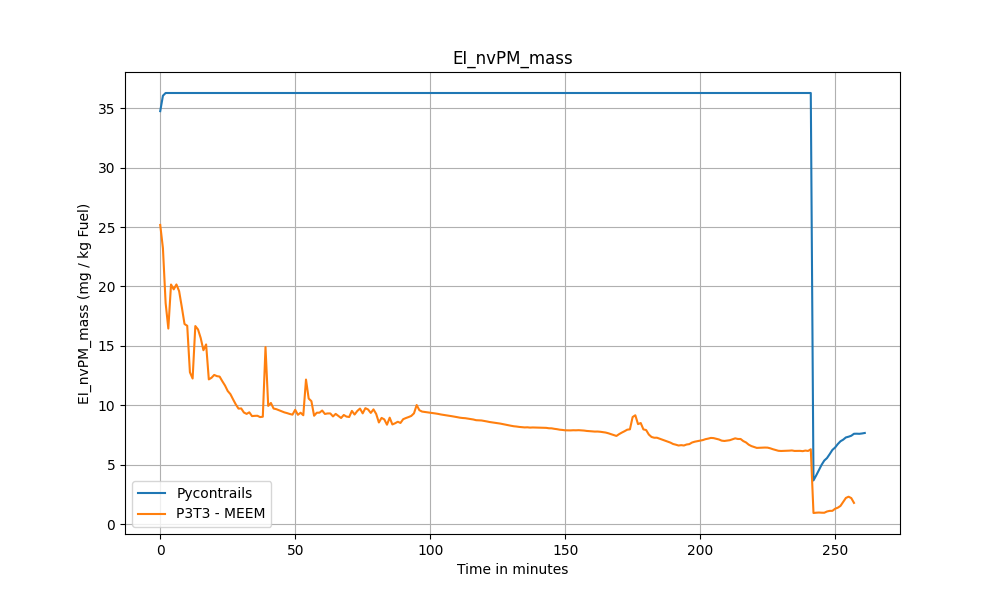 EI_nvPM_mass
EI_nvPM_mass (mg / kg Fuel)
35
30
25
20
15
10
5
0
Pycontrails
P3T3 - MEEM
0 50 100 150 200 250
Time in minutes